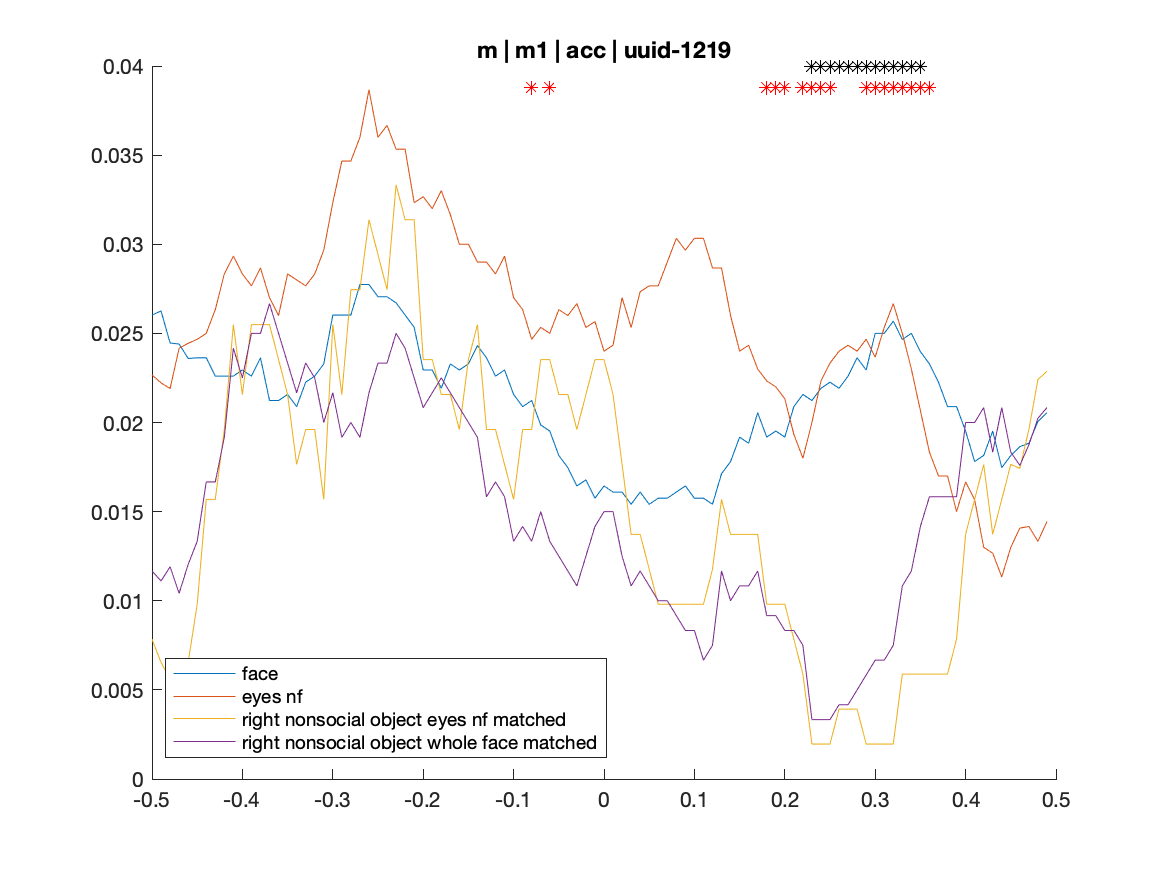 m | m1 | acc | uuid-1219
0.04
0.035
0.03
0.025
0.02
0.015
0.01
0.005
0
face
eyes nf
right nonsocial object eyes nf matched
right nonsocial object whole face matched
-0.5 -0.4 -0.3 -0.2 -0.1 0 0.1 0.2 0.3 0.4 0.5